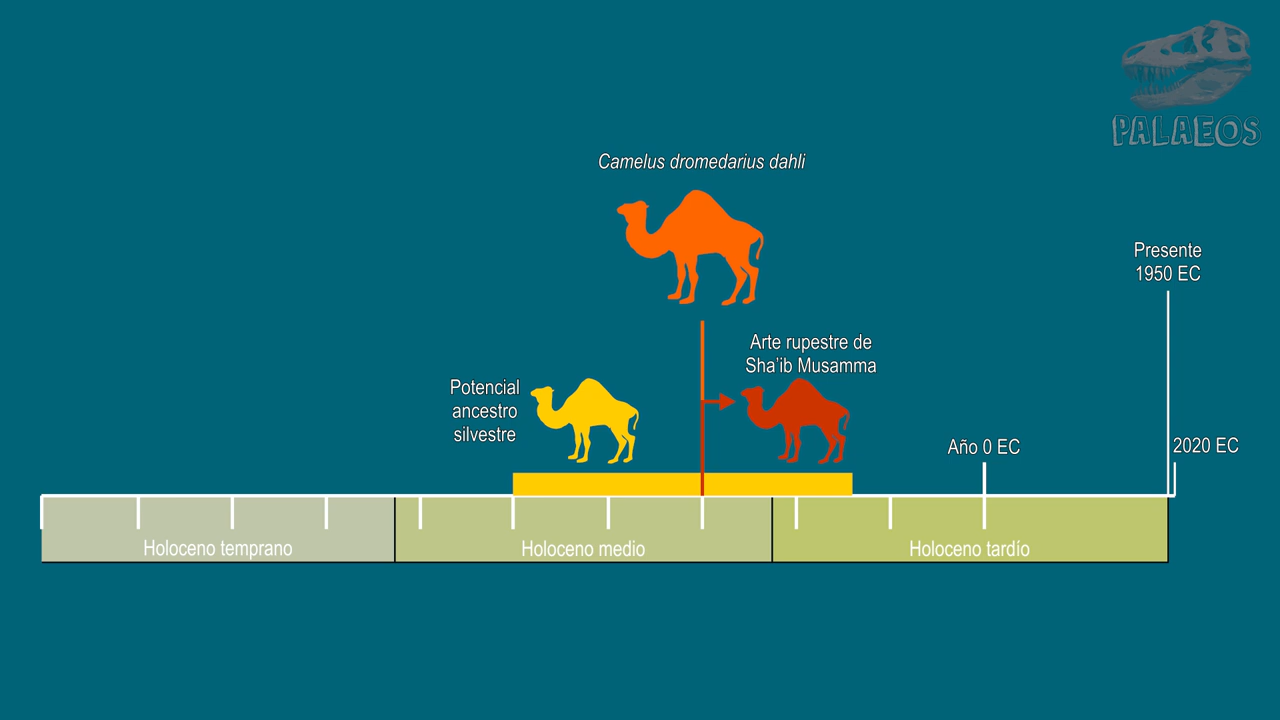 PALAEOS
Camelus dromedarius dahli
Presente
1950 EC
Arte rupestre de
Sha'ib Musamma
Potencial
ancestro
silvestre
Año 0 EC
2020 EC
Holoceno temprano
Holoceno medio
Holoceno tardío